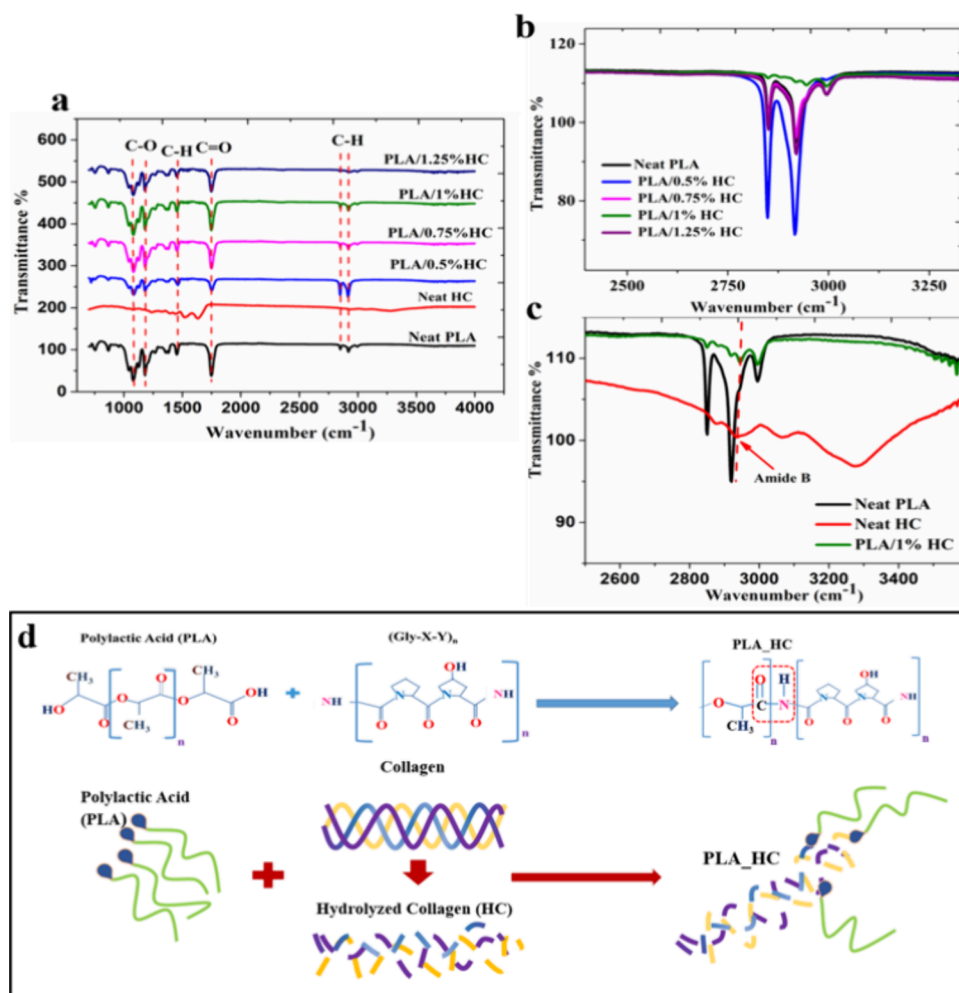 a
600
500
400
300
200
100
0
Transmittance %
C-O
C-H
C=O
C-H
PLA/1.25%HC
PLA/1%HC
PLA/0.75%HC
PLA/0.5%HC
Neat HC
Neat PLA
1000 1500 2000 2500 3000 3500 4000
Wavenumber (cm-1)
b
120
110
100
90
80
70
Transmittance %
Neat PLA
PLA/0.5% HC
PLA/0.75% HC
PLA/1% HC
PLA/1.25% HC
2500 2750 3000 3250
Wavenumber (cm-1)
c
110
100
90
Transmittance %
Amide B
Neat PLA
Neat HC
PLA/1% HC
2600 2800 3000 3200 3400
Wavenumber (cm-1)
d
Polylactic Acid (PLA)
(Gly-X-Y)n
PLA_HC
CH3
HO
O
O
CH3
O
n
O
CH3
O
OH
+
NH
O
N
O
N
OH
O
NH
n
O
CH3
O
C
H
N
n
O
N
O
N
OH
O
NH
n
Collagen
Polylactic Acid
(PLA)
PLA_HC
Hydrolyzed Collagen (HC)